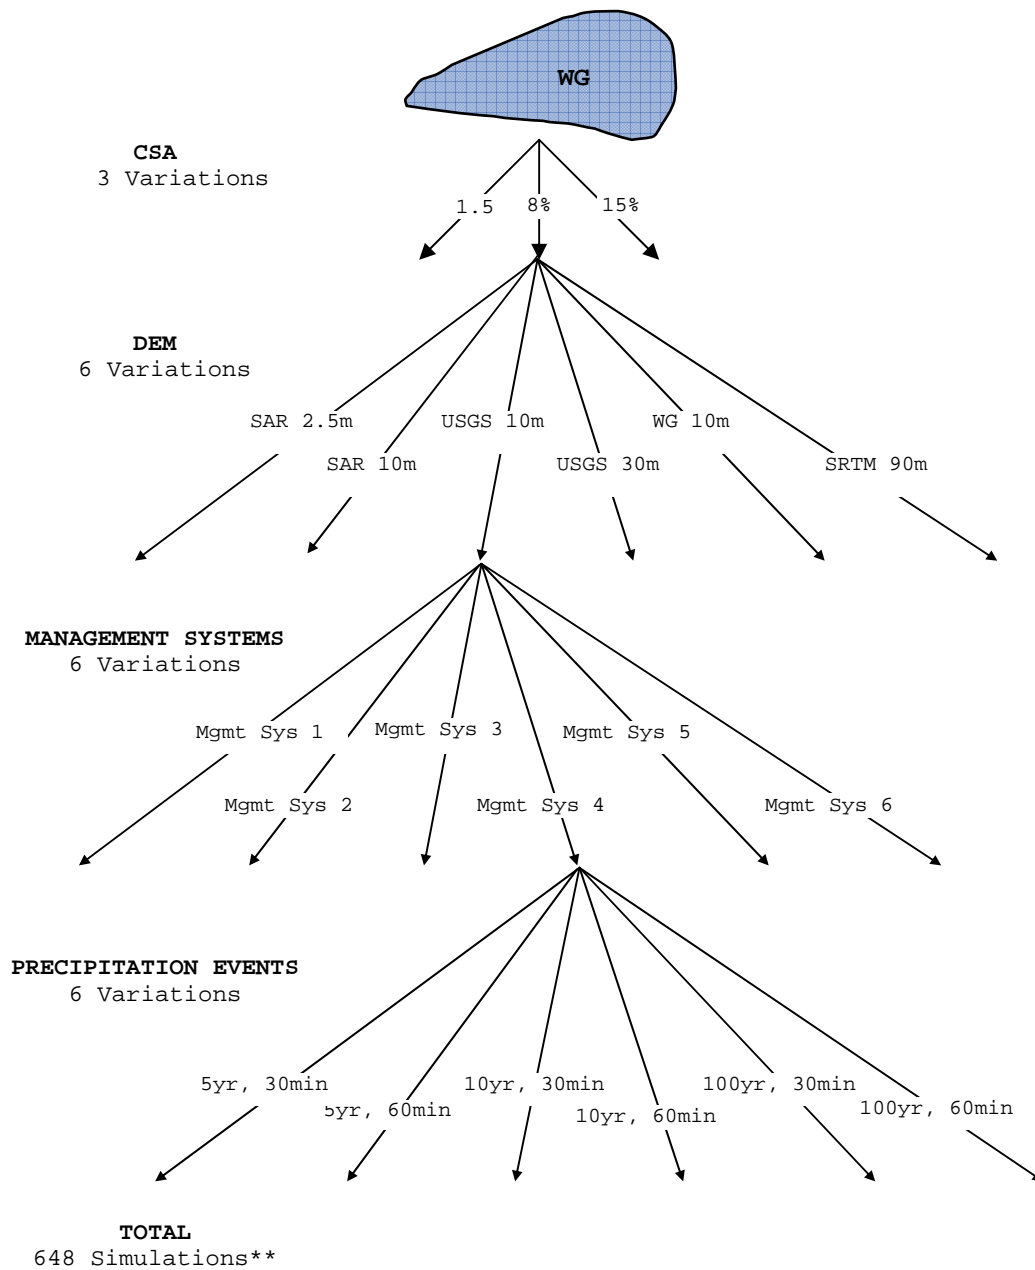 WG
CSA
3 Variations
1.5
8%
15%
DEM
6 Variations
SAR 2.5m
USGS 10m
WG 10m
SAR 10m
USGS 30m
SRTM 90m
MANAGEMENT SYSTEMS
6 Variations
Mgmt Sys 1
Mgmt Sys 3
Mgmt Sys 5
Mgmt Sys 2
Mgmt Sys 4
Mgmt Sys 6
PRECIPITATION EVENTS
6 Variations
5yr, 30min
10yr, 30min
100yr, 30min
5yr, 60min
10yr, 60min
100yr, 60min
TOTAL
648 Simulations**